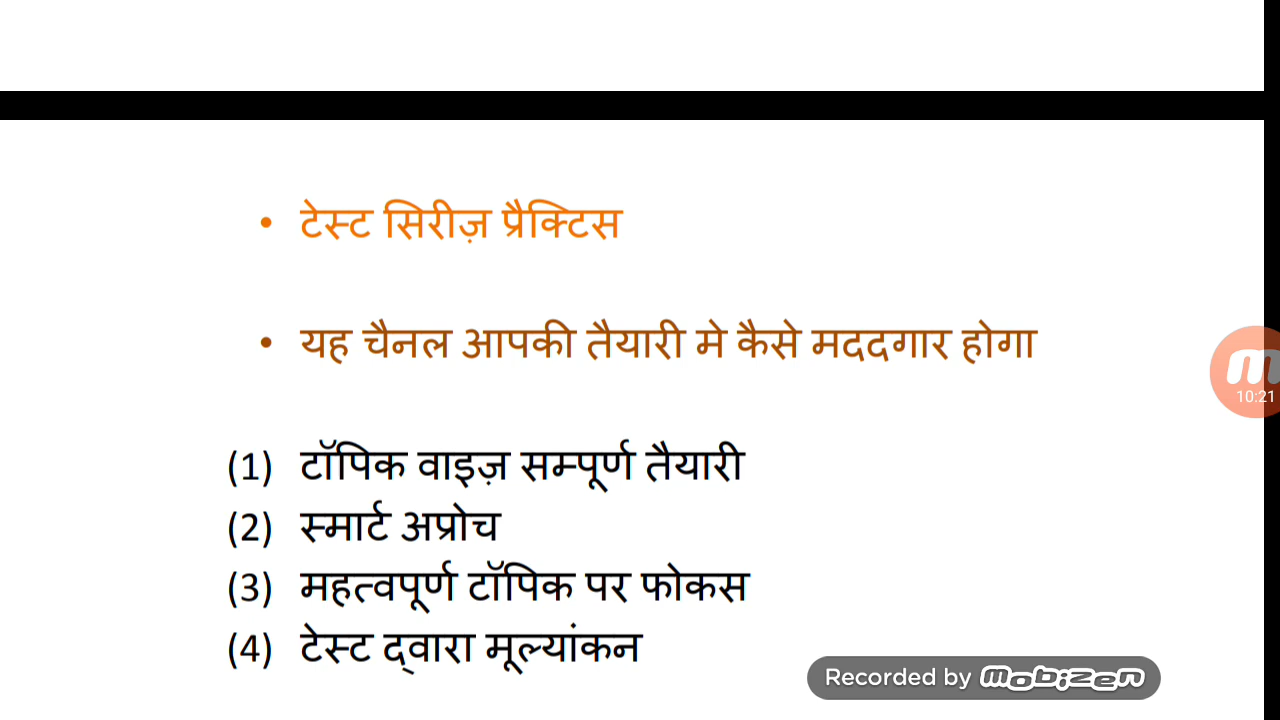 • टेस्ट सिरीज़ प्रैक्टिस
• यह चैनल आपकी तैयारी मे कैसे मददगार होगा
(1) टॉपिक वाइज़ सम्पूर्ण तैयारी
(2) स्मार्ट अप्रोच
(3) महत्वपूर्ण टॉपिक पर फोकस
(4) टेस्ट द्वारा मूल्यांकन
m
10:21
Recorded by mobizen